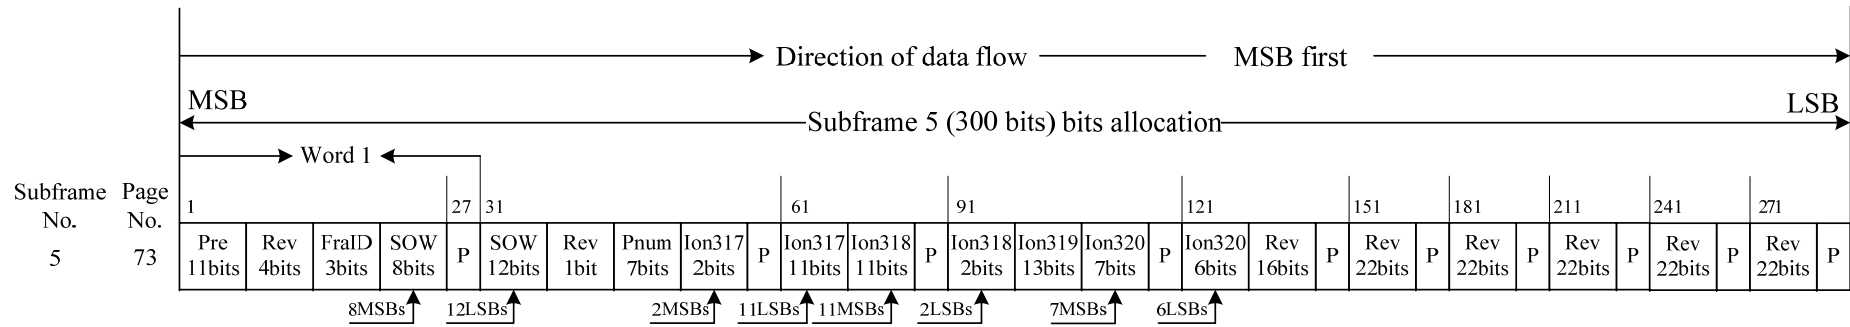 Direction of data flow MSB first
MSB LSB
Subframe 5 (300 bits) bits allocation
Word 1
Subframe No. Page No.
1 27 31 61 91 121 151 181 211 241 271
5 73
Pre 11bits
Rev 4bits
FraID 3bits
SOW 8bits
P
SOW 12bits
Rev 1bit
Pnum 7bits
Ion317 2bits
P
Ion317 11bits
Ion318 11bits
P
Ion318 2bits
Ion319 13bits
Ion320 7bits
P
Ion320 6bits
Rev 16bits
P
Rev 22bits
P
Rev 22bits
P
Rev 22bits
P
Rev 22bits
P
Rev 22bits
P
8MSBs 12LSBs 2MSBs 11LSBs 11MSBs 2LSBs 7MSBs 6LSBs